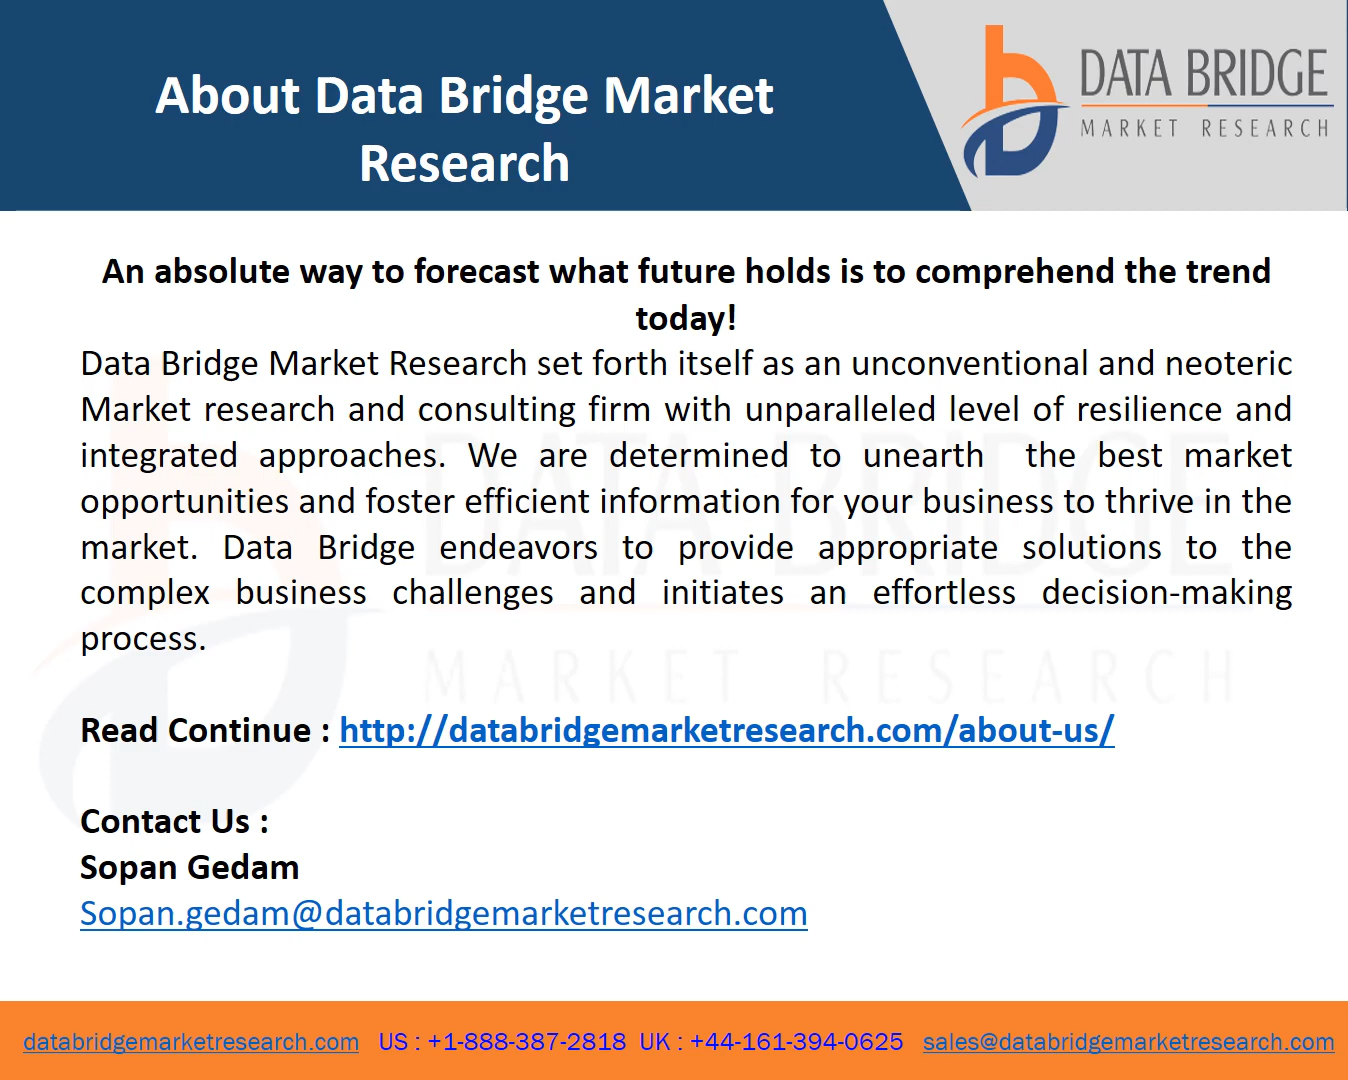 About Data Bridge Market
Research
DATA BRIDGE
MARKET RESEARCH
An absolute way to forecast what future holds is to comprehend the trend
today!
Data Bridge Market Research set forth itself as an unconventional and neoteric
Market research and consulting firm with unparalleled level of resilience and
integrated approaches. We are determined to unearth the best market
opportunities and foster efficient information for your business to thrive in the
market. Data Bridge endeavors to provide appropriate solutions to the
complex business challenges and initiates an effortless decision-making
process.
DATA BRIDGE
MARKET RESEARCH
Read Continue : http://databridgemarketresearch.com/about-us/
Contact Us :
Sopan Gedam
Sopan.gedam@databridgemarketresearch.com
databridgemarketresearch.com US : +1-888-387-2818 UK : +44-161-394-0625 sales@databridgemarketresearch.com